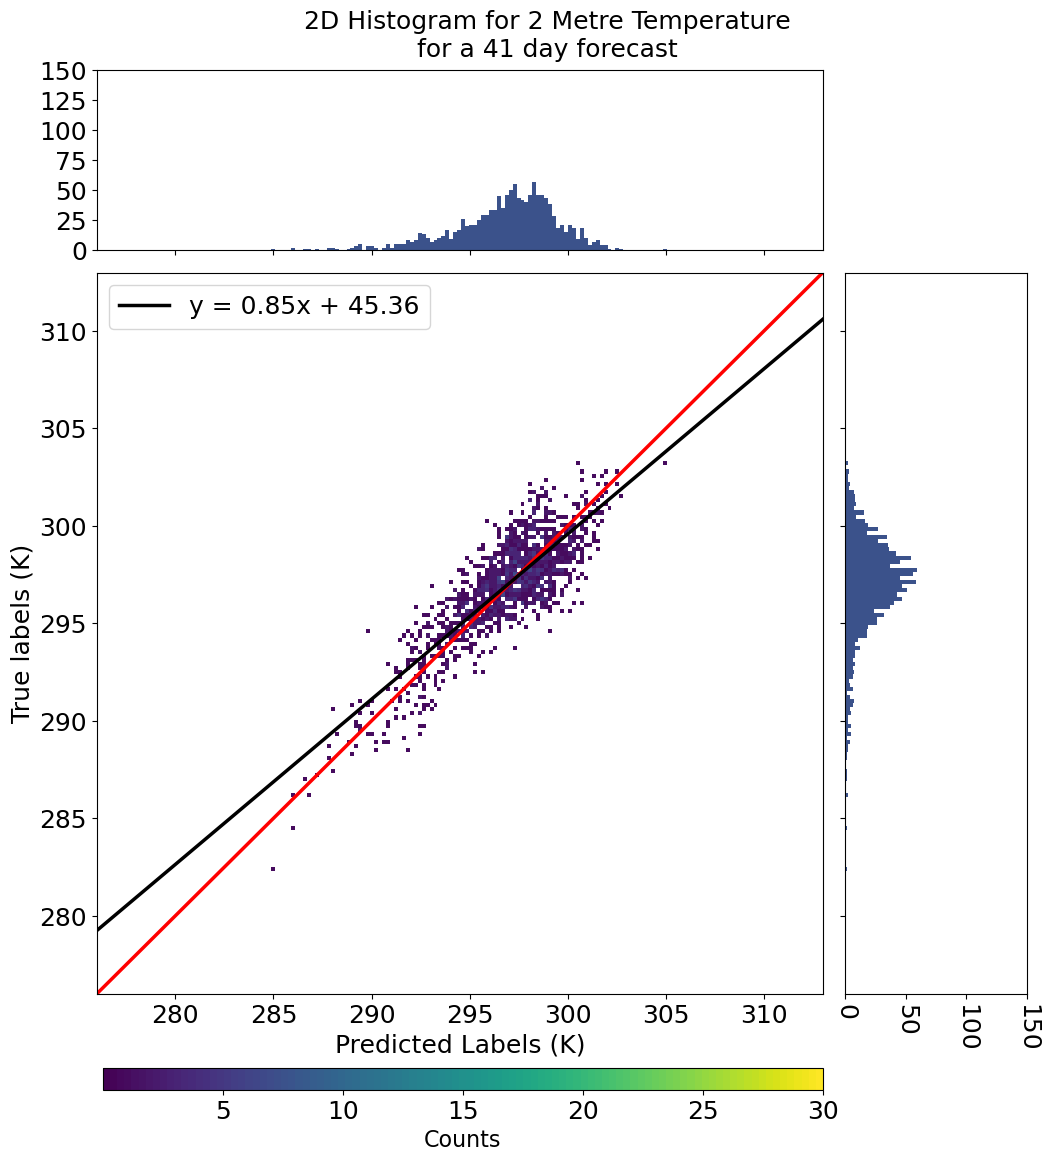 2D Histogram for 2 Metre Temperature
for a 41 day forecast
150
125
100
75
50
25
0
y = 0.85x + 45.36
310
305
300
295
290
285
280
True labels (K)
280 285 290 295 300 305 310
Predicted Labels (K)
0 50 100 150
5 10 15 20 25 30
Counts